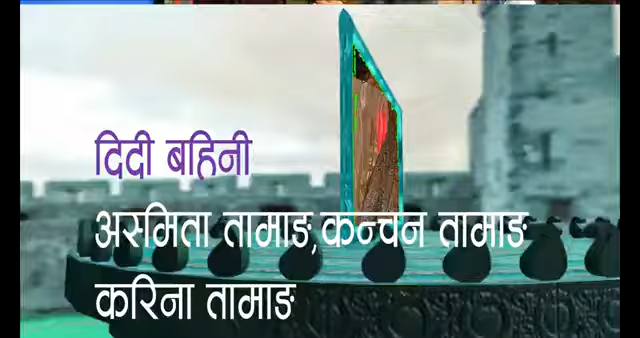 दिदी बहिनी
अस्मिता तामाङ,कन्चन तामाङ
करिना तामाङ